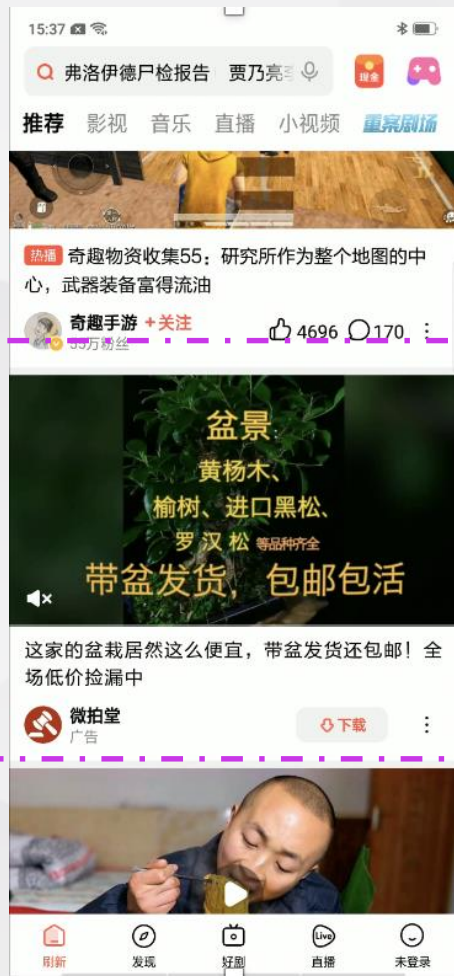 15:37
弗洛伊德尸检报告 贾乃亮
现金
推荐 影视 音乐 直播 小视频 重案剧场
热播 奇趣物资收集55：研究所作为整个地图的中
心，武器装备富得流油
奇趣手游 +关注
55万粉丝
4696 170
盆景
黄杨木、
榆树、进口黑松、
罗汉松 等品种齐全
带盆发货，包邮包活
这家的盆栽居然这么便宜，带盆发货还包邮！全
场低价捡漏中
微拍堂
广告
下载
刷新 发现 好剧 Live 直播 未登录